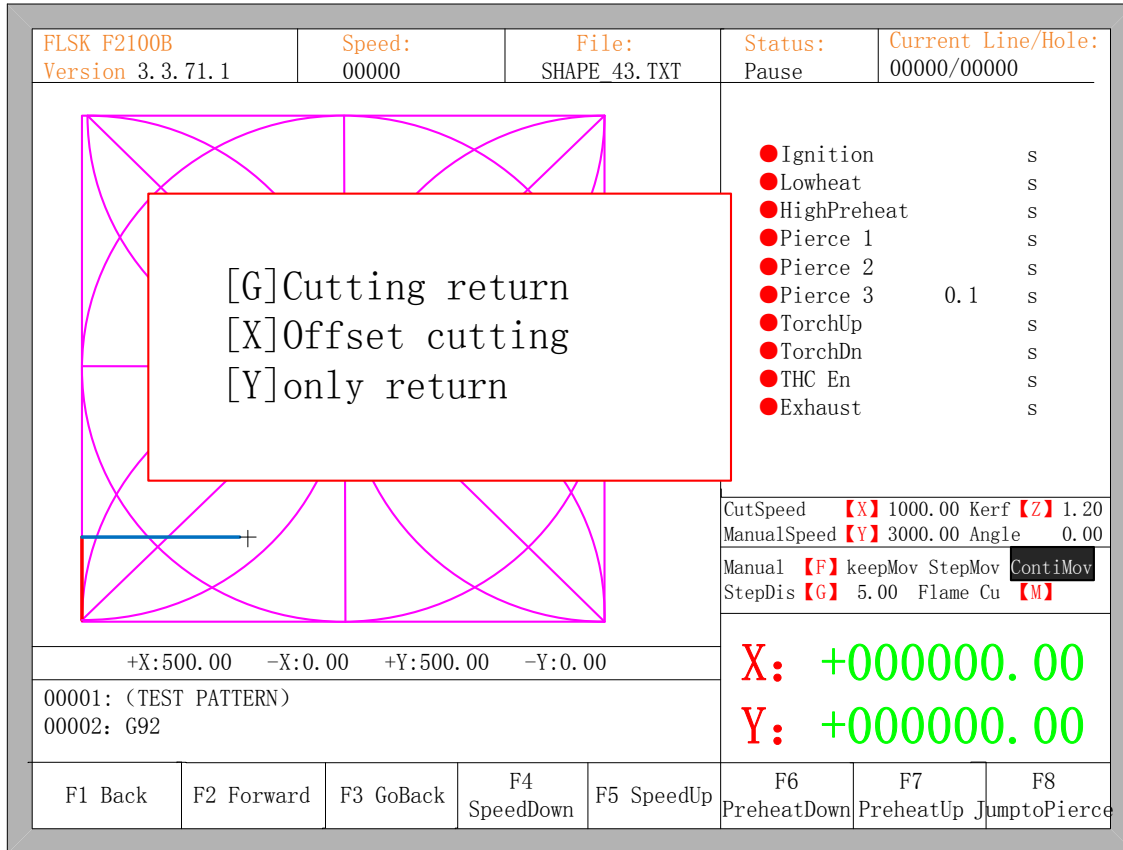 FLSK F2100B
Version 3.3.71.1
Speed:
00000
File:
SHAPE_43.TXT
Status:
Pause
Current Line/Hole:
00000/00000
[G]Cutting return
[X]Offset cutting
[Y]only return
Ignition s
Lowheat s
HighPreheat s
Pierce 1 s
Pierce 2 s
Pierce 3 0.1 s
TorchUp s
TorchDn s
THC En s
Exhaust s
CutSpeed 【X】 1000.00 Kerf 【Z】 1.20
ManualSpeed 【Y】 3000.00 Angle 0.00
Manual 【F】 keepMov StepMov ContiMov
StepDis 【G】 5.00 Flame Cu 【M】
+X:500.00 -X:0.00 +Y:500.00 -Y:0.00
00001: (TEST PATTERN)
00002: G92
X: +000000.00
Y: +000000.00
F1 Back
F2 Forward
F3 GoBack
F4
SpeedDown
F5 SpeedUp
F6
PreheatDown
F7
PreheatUp
F8
JumptoPierce